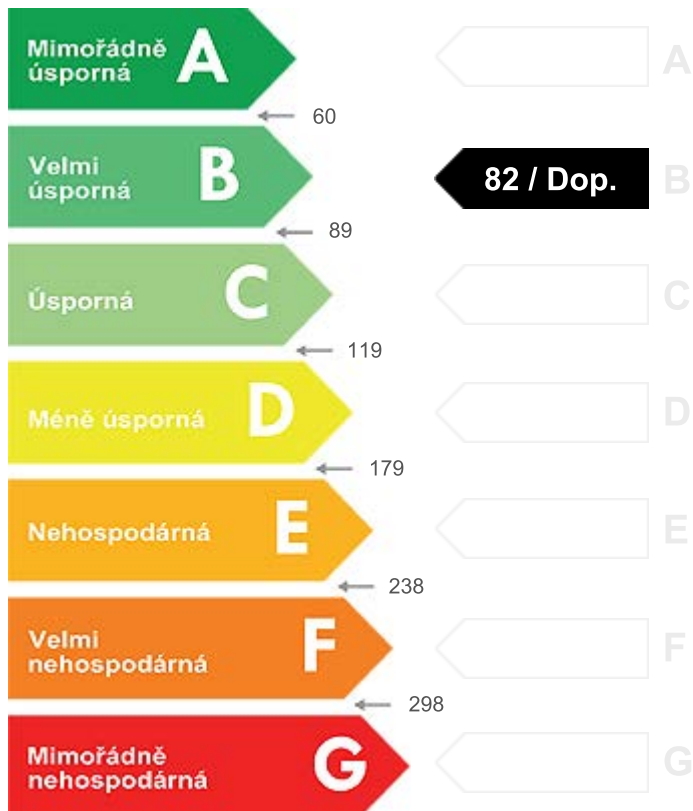 Mimořádně
úsporná
A
A
60
Velmi
úsporná
B
82 / Dop.
B
89
Úsporná
C
C
119
Méně úsporná
D
D
179
Nehospodárná
E
E
238
Velmi
nehospodárná
F
F
298
Mimořádně
nehospodárná
G
G